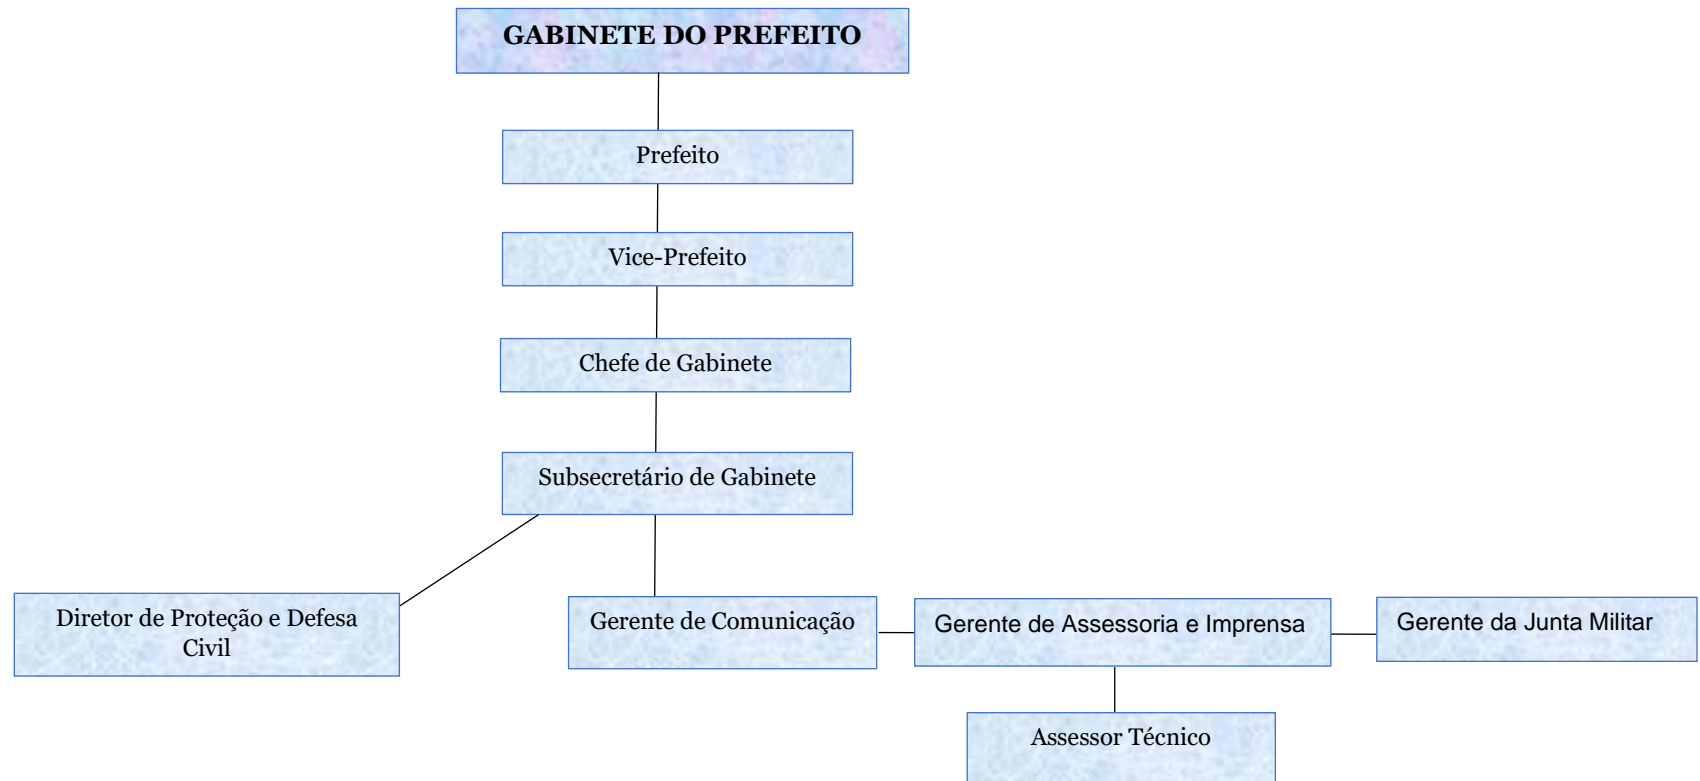 GABINETE DO PREFEITO
Prefeito
Vice-Prefeito
Chefe de Gabinete
Subsecretário de Gabinete
Diretor de Proteção e Defesa
Civil
Gerente de Comunicação
Gerente de Assessoria e Imprensa
Gerente da Junta Militar
Assessor Técnico